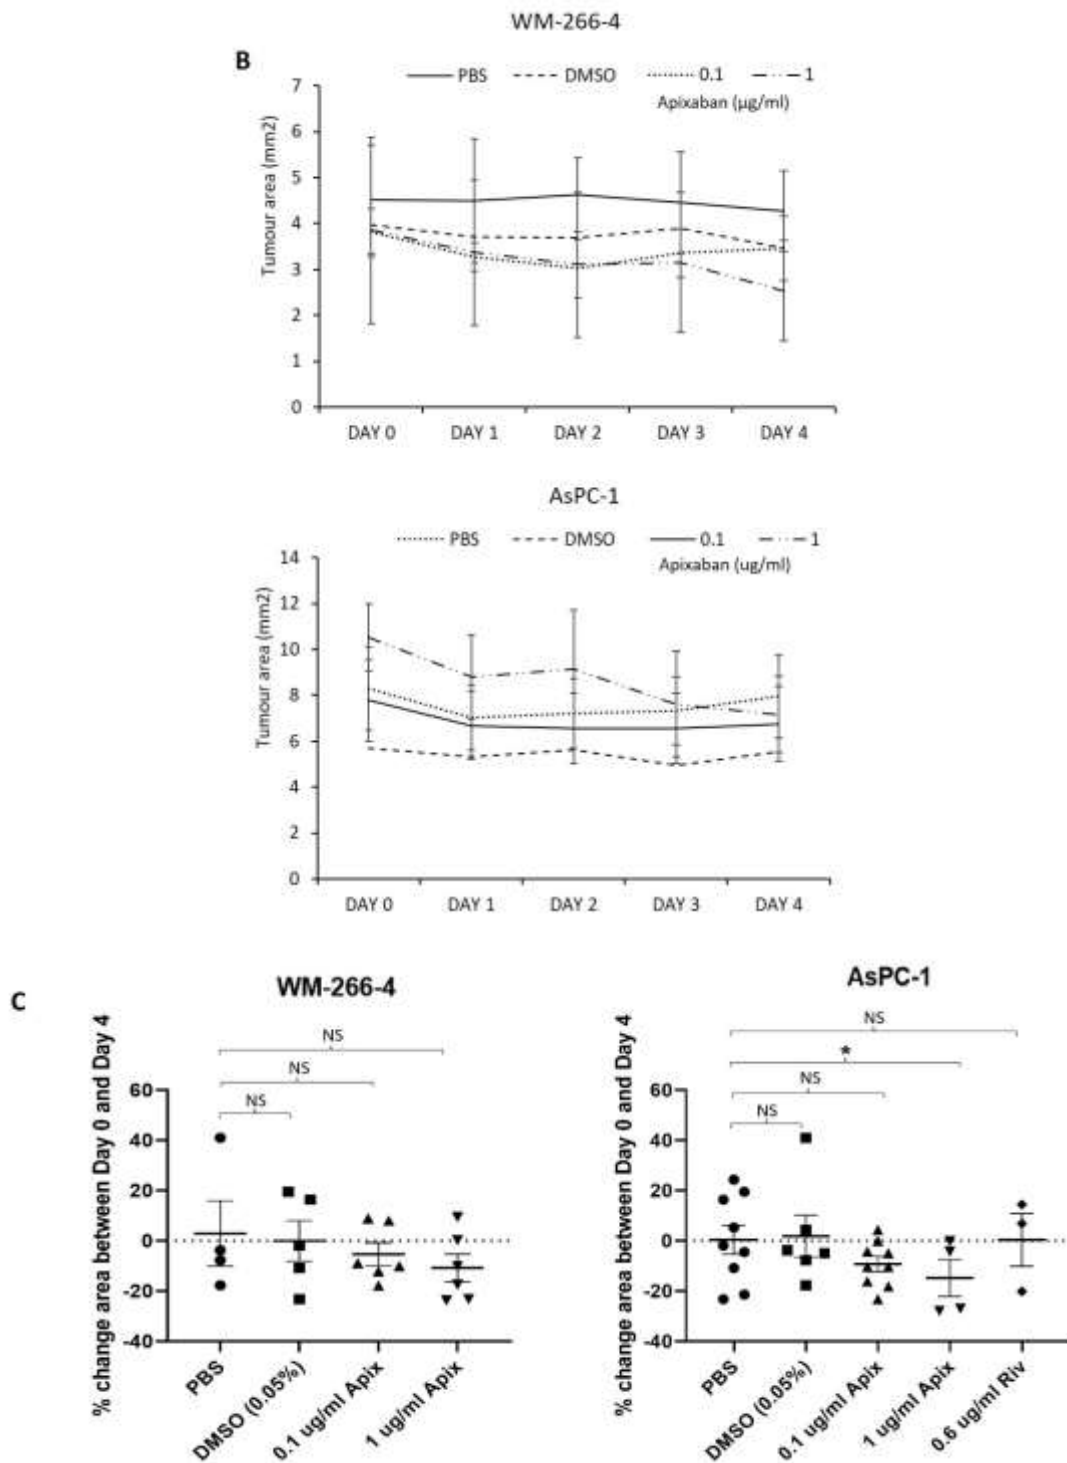 WM-266-4
B
PBS DMSO 0.1 1
Apixaban (µg/ml)
Tumour area (mm2)
7
6
5
4
3
2
1
0
DAY 0 DAY 1 DAY 2 DAY 3 DAY 4
AsPC-1
PBS DMSO 0.1 1
Apixaban (ug/ml)
Tumour area (mm2)
14
12
10
8
6
4
2
0
DAY 0 DAY 1 DAY 2 DAY 3 DAY 4
C
WM-266-4
% change area between Day 0 and Day 4
NS
NS
NS
60
40
20
0
-20
-40
PBS
DMSO (0.05%)
0.1 ug/ml Apix
1 ug/ml Apix
AsPC-1
% change area between Day 0 and Day 4
NS
*
NS
NS
60
40
20
0
-20
-40
PBS
DMSO (0.05%)
0.1 ug/ml Apix
1 ug/ml Apix
0.6 ug/ml Riv